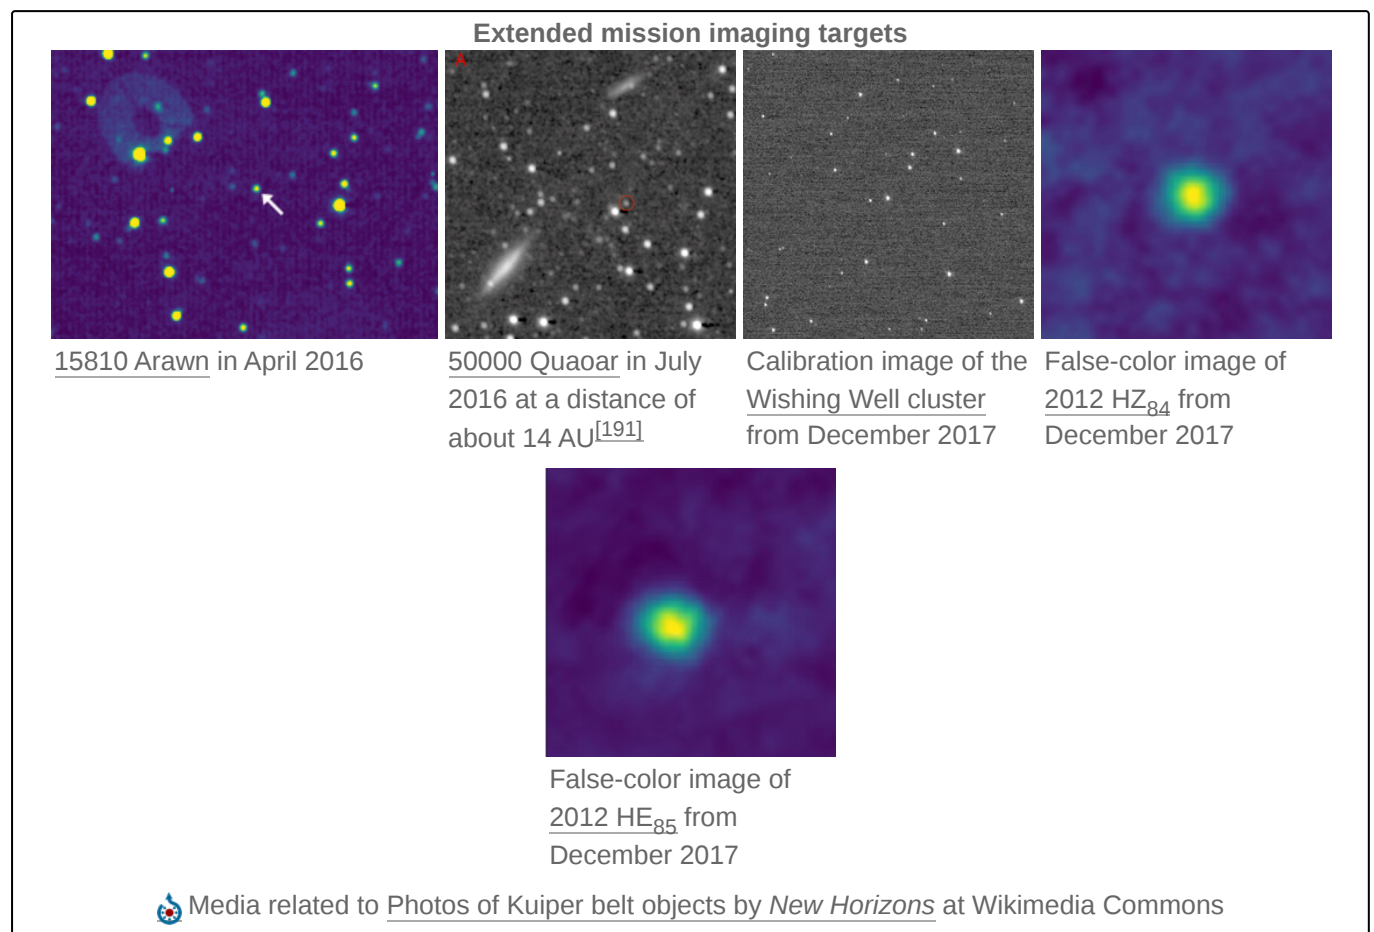 Extended mission imaging targets
A
15810 Arawn in April 2016
50000 Quaoar in July
2016 at a distance of
about 14 AU[191]
Calibration image of the
Wishing Well cluster
from December 2017
False-color image of
2012 HZ84 from
December 2017
False-color image of
2012 HE85 from
December 2017
Media related to Photos of Kuiper belt objects by New Horizons at Wikimedia Commons